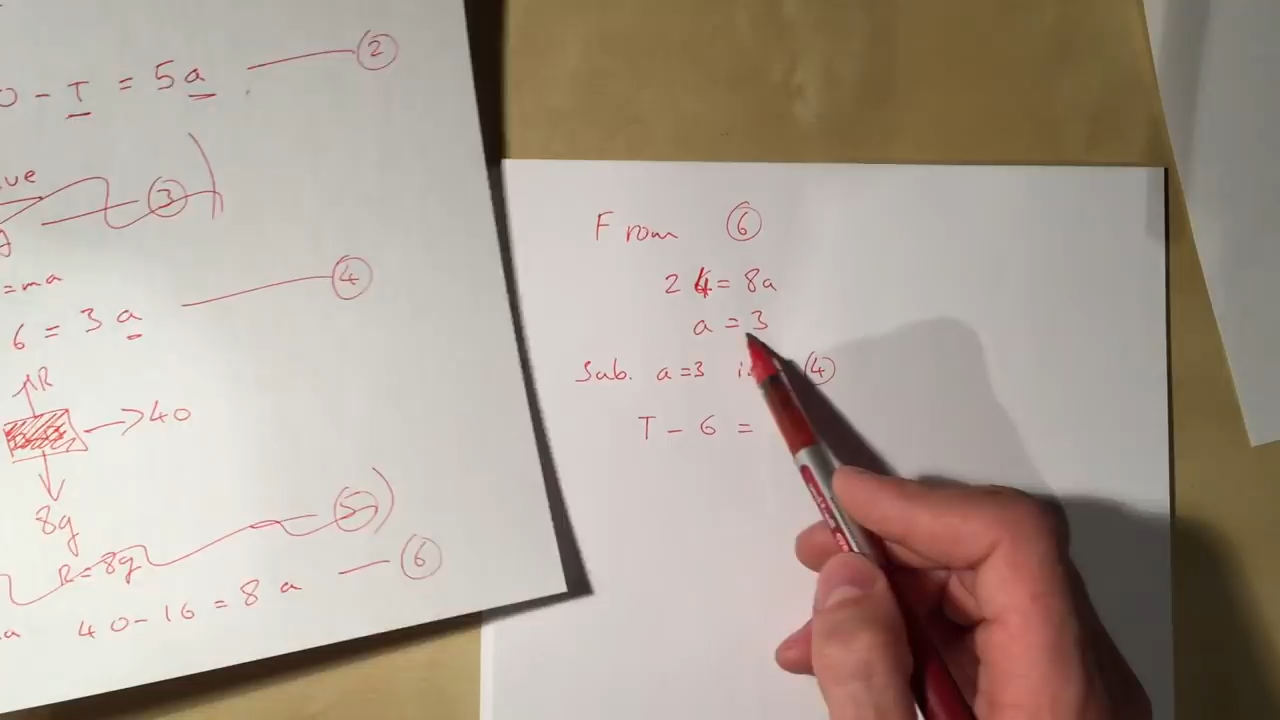 0 - T = 5a ②
③
= ma
6 = 3a ④
R
40
8g
R = 8g ⑤
a 40 - 16 = 8a ⑥
From ⑥
24 = 8a
a = 3
Sub. a = 3 ④
T - 6 =